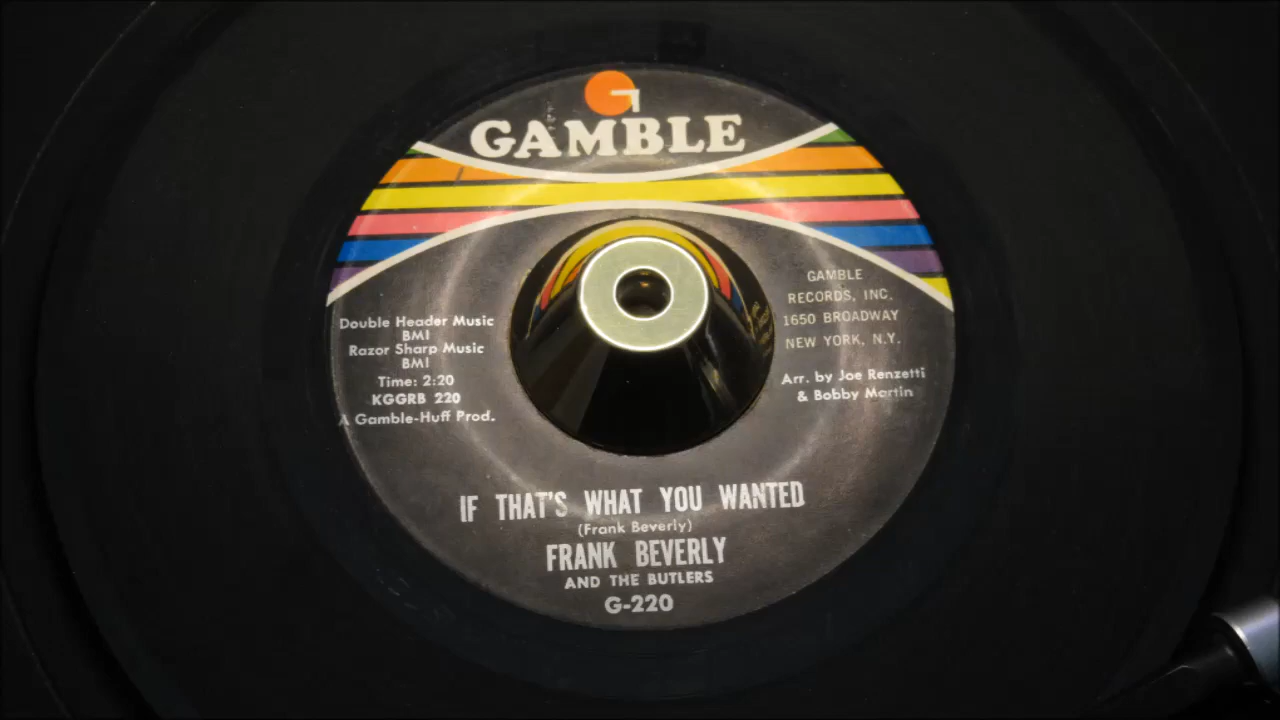 G
GAMBLE
GAMBLE
RECORDS, INC.
1650 BROADWAY
NEW YORK, N.Y.
Double Header Music
BMI
Razor Sharp Music
BMI
Time: 2:20
KGGRB 220
A Gamble-Huff Prod.
Arr. by Joe Renzetti
& Bobby Martin
IF THAT'S WHAT YOU WANTED
(Frank Beverly)
FRANK BEVERLY
AND THE BUTLERS
G-220